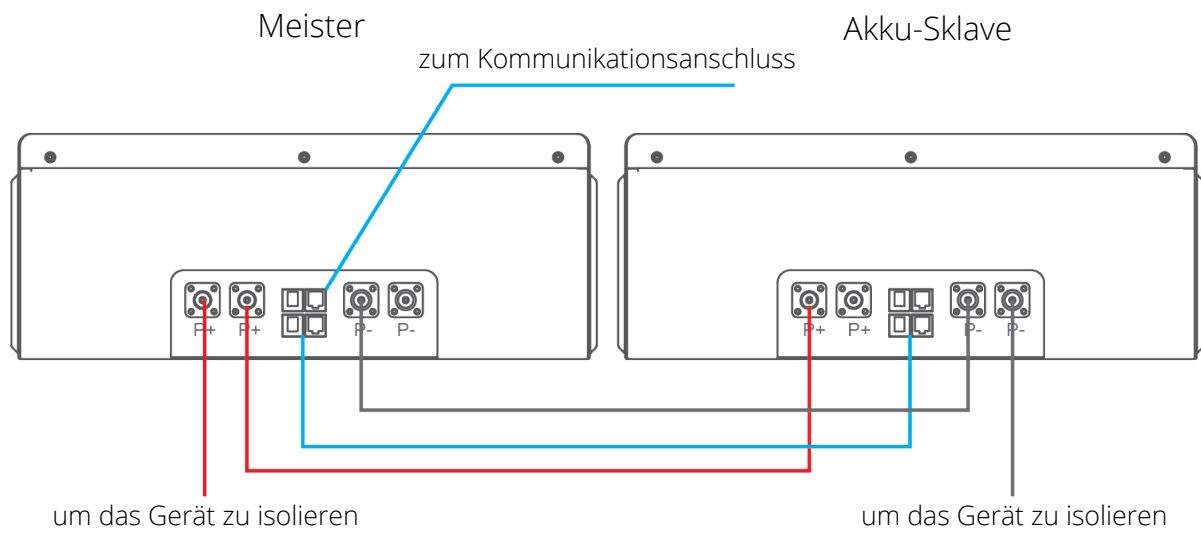 Meister
Akku-Sklave
zum Kommunikationsanschluss
P+ P+ P- P-
P+ P+ P- P-
um das Gerät zu isolieren
um das Gerät zu isolieren